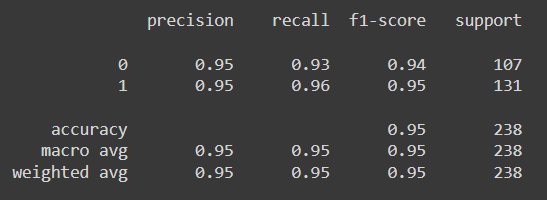 precision recall f1-score support
0 0.95 0.93 0.94 107
1 0.95 0.96 0.95 131
accuracy 0.95 238
macro avg 0.95 0.95 0.95 238
weighted avg 0.95 0.95 0.95 238